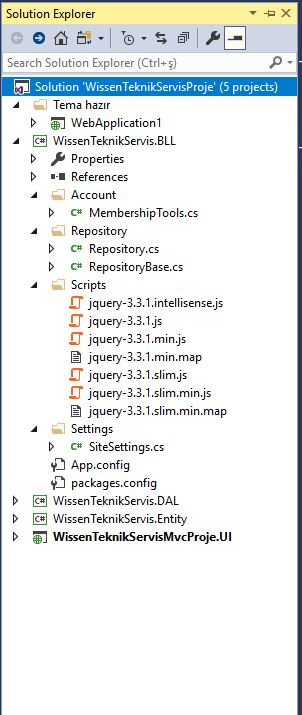 Solution Explorer
Search Solution Explorer (Ctrl+ş)
Solution 'WissenTeknikServisProje' (5 projects)
Tema hazır
WebApplication1
WissenTeknikServis.BLL
Properties
References
Account
C# MembershipTools.cs
Repository
C# Repository.cs
C# RepositoryBase.cs
Scripts
jquery-3.3.1.intellisense.js
jquery-3.3.1.js
jquery-3.3.1.min.js
jquery-3.3.1.min.map
jquery-3.3.1.slim.js
jquery-3.3.1.slim.min.js
jquery-3.3.1.slim.min.map
Settings
C# SiteSettings.cs
App.config
packages.config
C# WissenTeknikServis.DAL
C# WissenTeknikServis.Entity
WissenTeknikServisMvcProje.UI